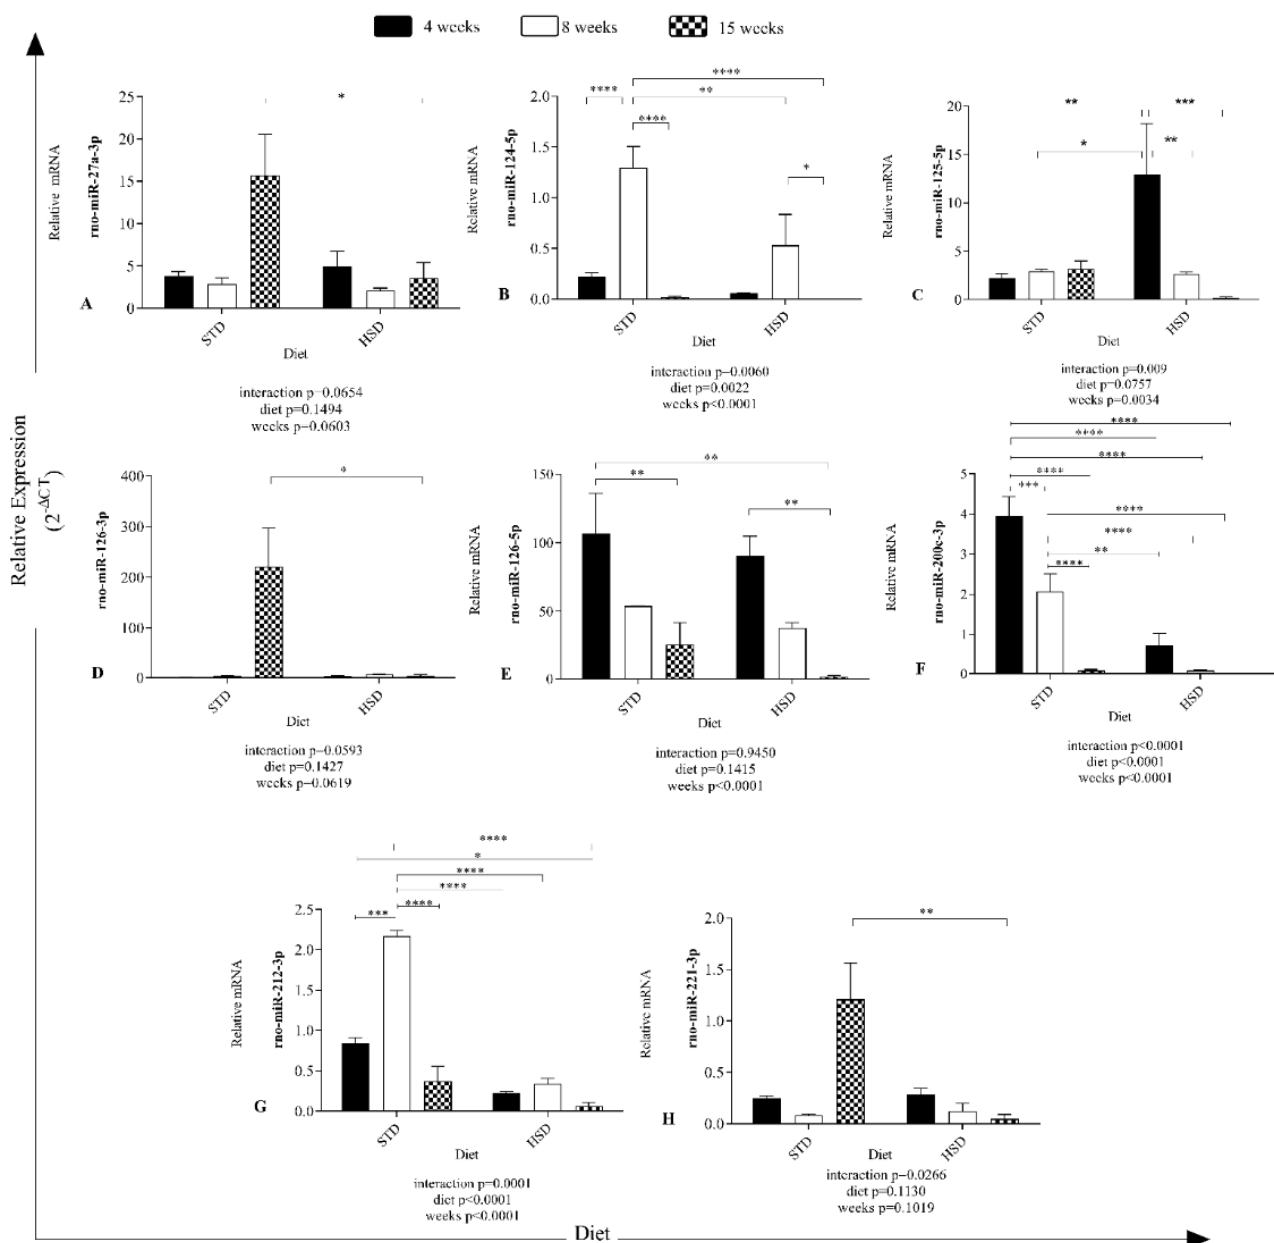 4 weeks
8 weeks
15 weeks
Relative Expression
(2^-ΔCT)
Relative mRNA
rno-miR-27a-3p
25
20
15
10
5
0
*
A
STD
HSD
Diet
interaction p=0.0654
diet p=0.1494
weeks p=0.0603
Relative mRNA
rno-miR-124-5p
2.0
1.5
1.0
0.5
0.0
****
**
****
****
*
B
STD
HSD
Diet
interaction p=0.0060
diet p=0.0022
weeks p<0.0001
Relative mRNA
rno-miR-125-5p
20
15
10
5
0
**
***
*
**
C
STD
HSD
Diet
interaction p=0.009
diet p=0.0757
weeks p=0.0034
rno-miR-126-3p
400
300
200
100
0
*
D
STD
HSD
Diet
interaction p=0.0593
diet p=0.1427
weeks p=0.0619
Relative mRNA
rno-miR-126-5p
150
100
50
0
**
**
**
E
STD
HSD
Diet
interaction p=0.9450
diet p=0.1415
weeks p<0.0001
Relative mRNA
rno-miR-200c-3p
5
4
3
2
1
0
****
****
****
****
***
****
****
**
****
F
STD
HSD
Diet
interaction p<0.0001
diet p<0.0001
weeks p<0.0001
Relative mRNA
rno-miR-212-3p
2.5
2.0
1.5
1.0
0.5
0.0
****
*
****
****
****
***
G
STD
HSD
Diet
interaction p=0.0001
diet p<0.0001
weeks p<0.0001
Relative mRNA
rno-miR-221-3p
2.0
1.5
1.0
0.5
0.0
**
H
STD
HSD
Diet
interaction p=0.0266
diet p=0.1130
weeks p=0.1019
Diet